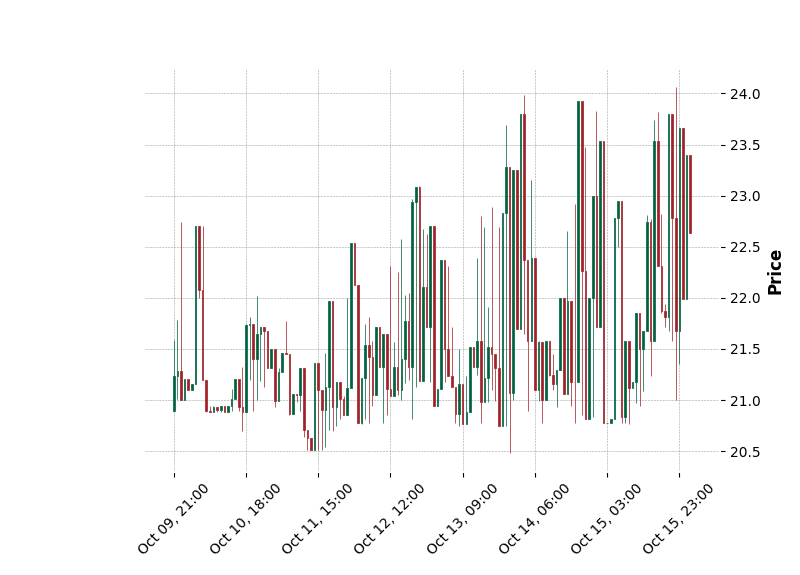 24.0
23.5
23.0
22.5
22.0
21.5
21.0
20.5
Price
Oct 09, 21:00
Oct 10, 18:00
Oct 11, 15:00
Oct 12, 12:00
Oct 13, 09:00
Oct 14, 06:00
Oct 15, 03:00
Oct 15, 23:00